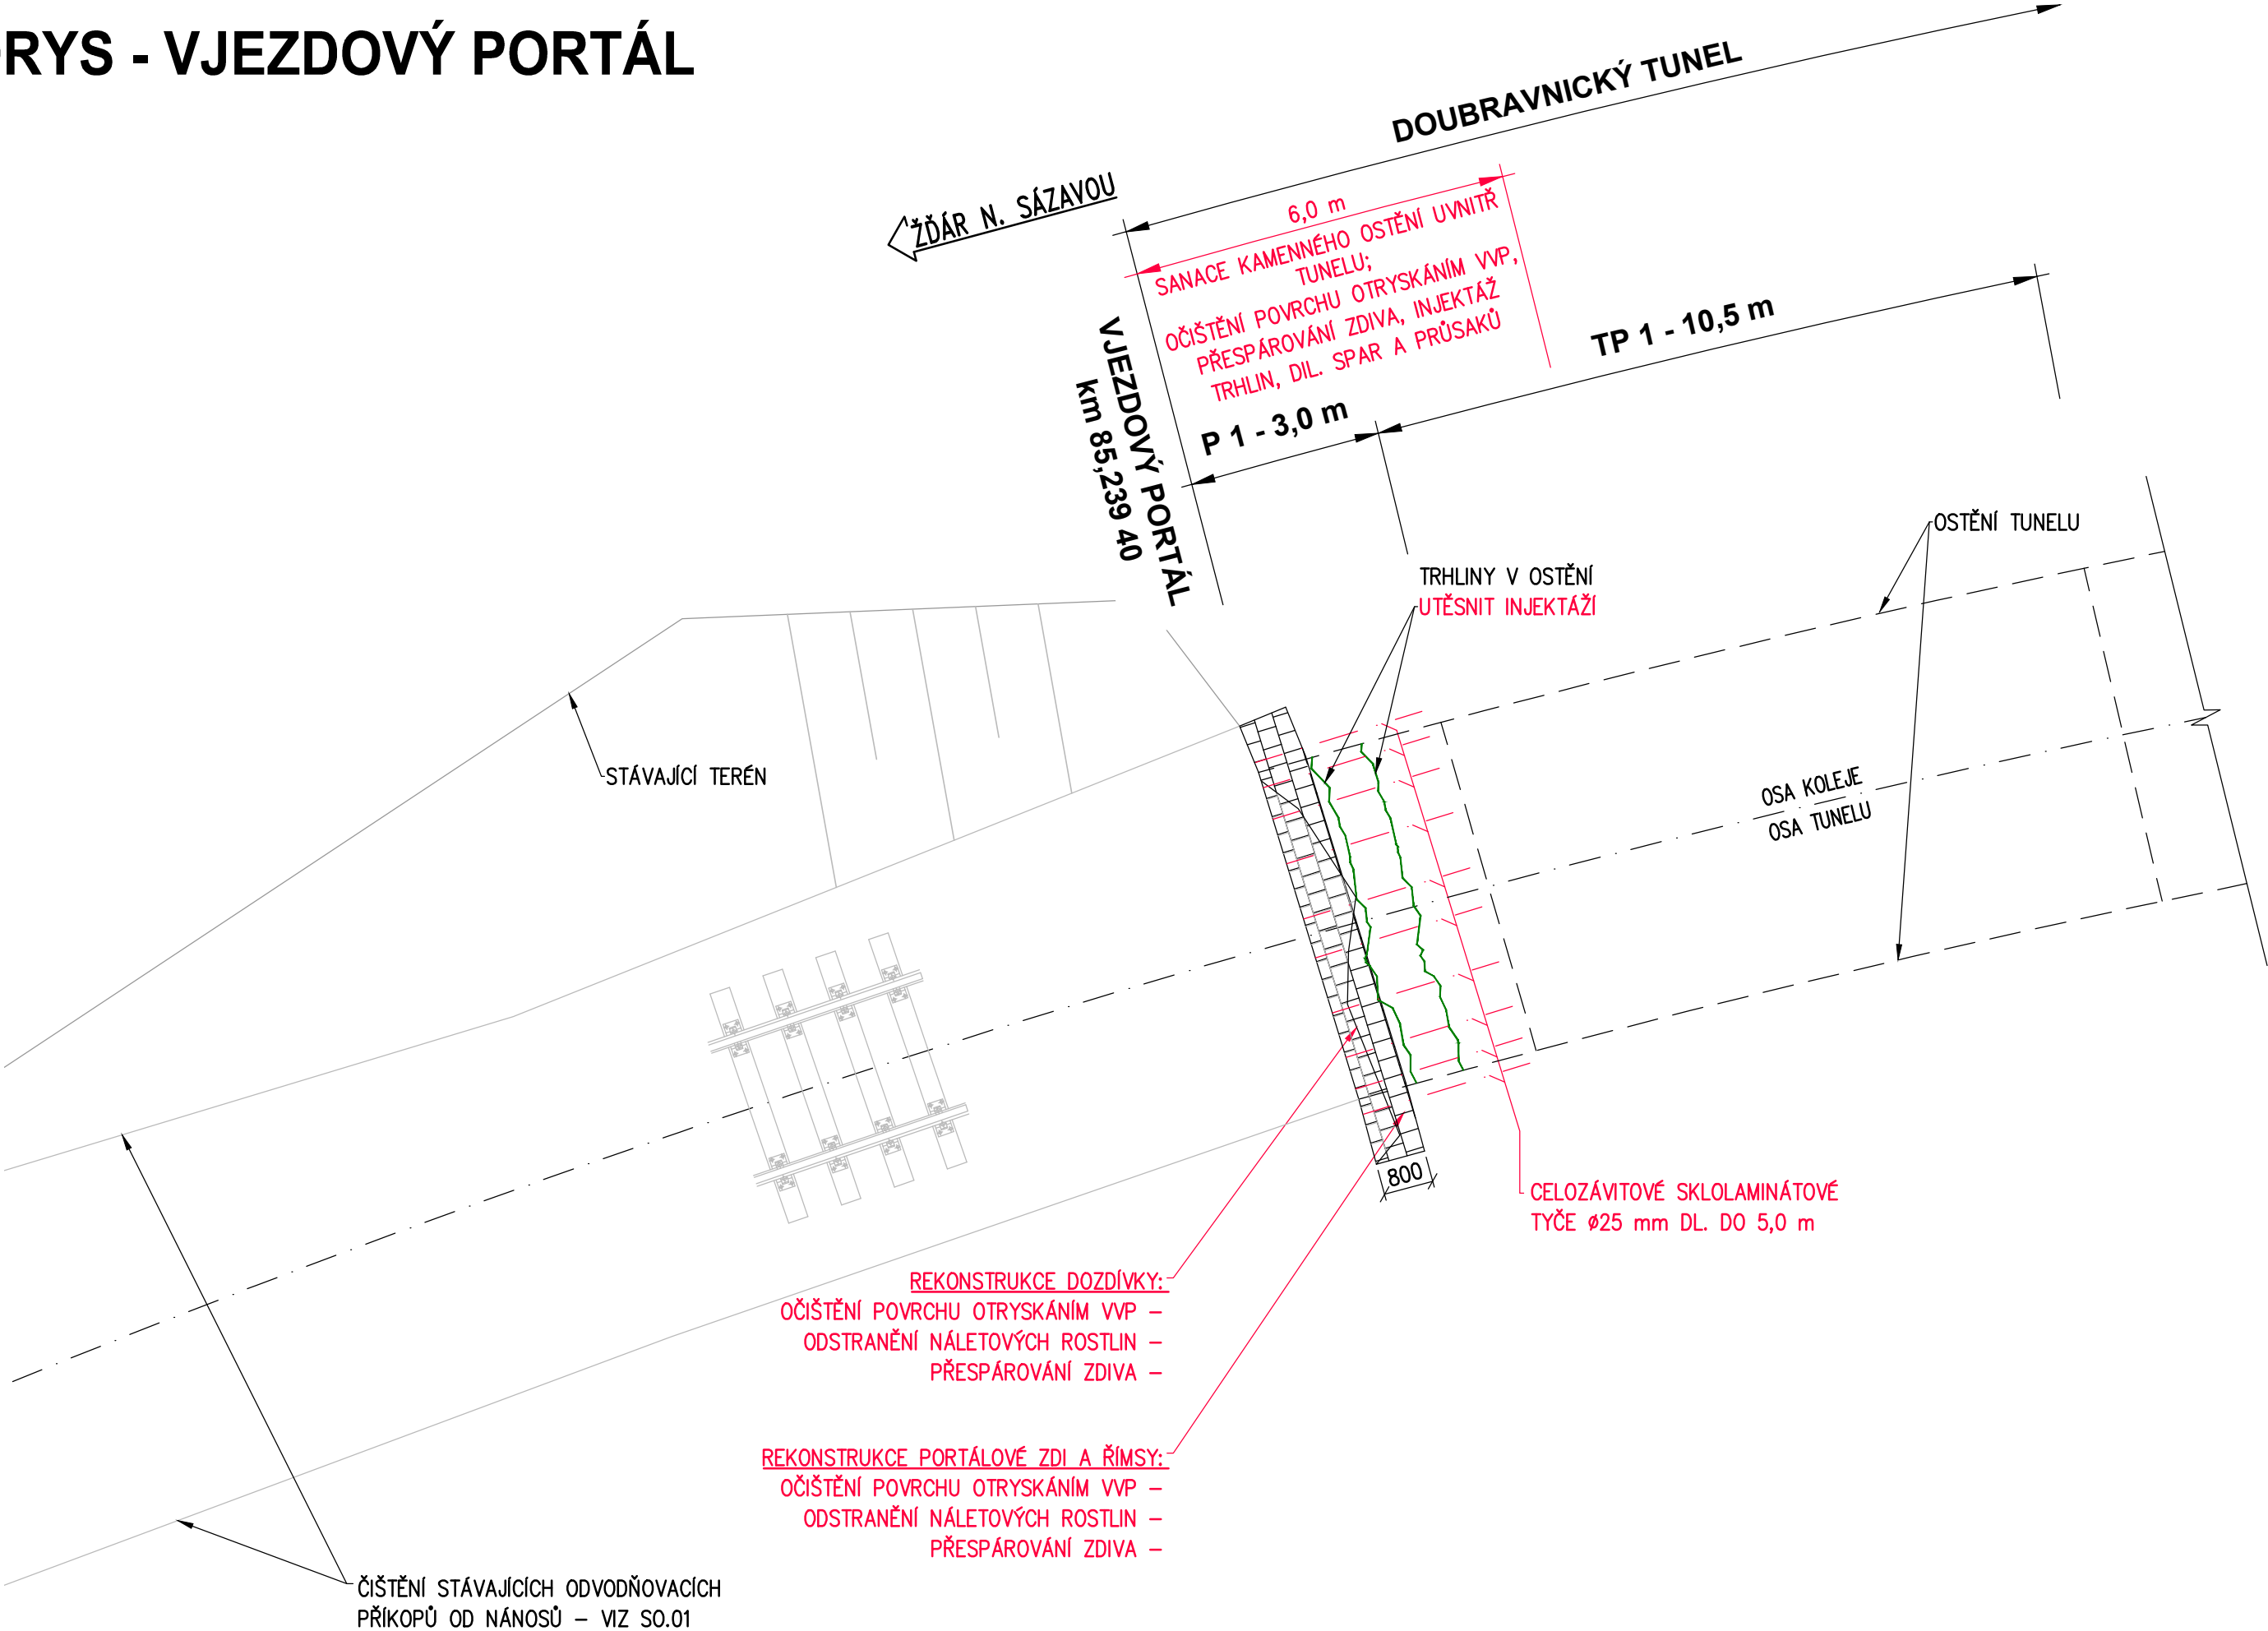 RYS - VJEZDOVÝ PORTÁL
DOUBRAVNICKÝ TUNEL
ŽĎÁR N. SÁZAVOU
6,0 m
SANACE KAMENNÉHO OSTĚNÍ UVNITŘ
TUNELU;
OČIŠTĚNÍ POVRCHU OTRYSKÁNÍM VVP,
PŘESPÁROVÁNÍ ZDIVA, INJEKTÁŽ
TRHLIN, DIL. SPAR A PRŮSAKŮ
TP 1 - 10,5 m
P 1 - 3,0 m
VJEZDOVÝ PORTÁL
km 85,239 40
OSTĚNÍ TUNELU
TRHLINY V OSTĚNÍ
UTĚSNIT INJEKTÁŽÍ
STÁVAJÍCÍ TERÉN
OSA KOLEJE
OSA TUNELU
800
CELOZÁVITOVÉ SKLOLAMINÁTOVÉ
TYČE ø25 mm DL. DO 5,0 m
REKONSTRUKCE DOZDÍVKY:
OČIŠTĚNÍ POVRCHU OTRYSKÁNÍM VVP –
ODSTRANĚNÍ NÁLETOVÝCH ROSTLIN –
PŘESPÁROVÁNÍ ZDIVA –
REKONSTRUKCE PORTÁLOVÉ ZDI A ŘÍMSY:
OČIŠTĚNÍ POVRCHU OTRYSKÁNÍM VVP –
ODSTRANĚNÍ NÁLETOVÝCH ROSTLIN –
PŘESPÁROVÁNÍ ZDIVA –
ČIŠTĚNÍ STÁVAJÍCÍCH ODVODŇOVACÍCH
PŘÍKOPŮ OD NÁNOSŮ – VIZ SO.01